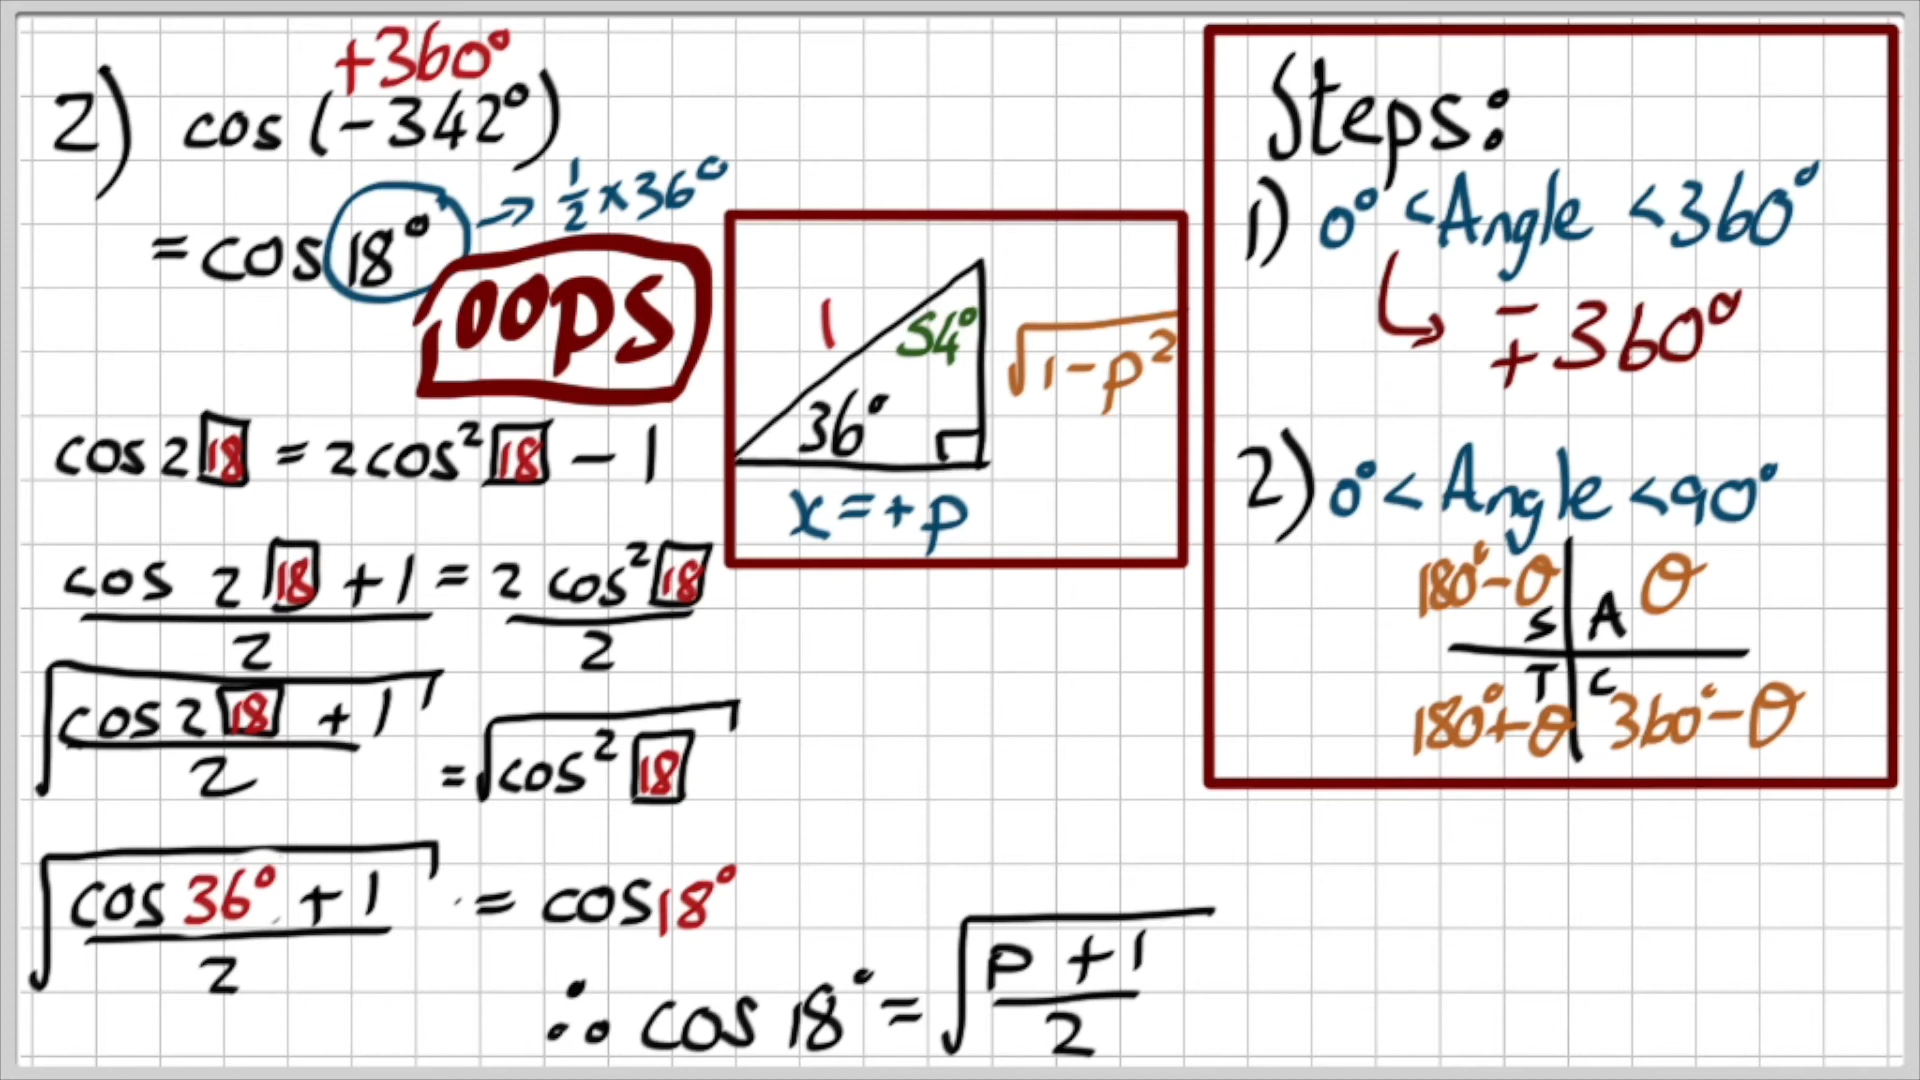 +360°
2) cos (-342°)
= cos 18° → 1/2 × 36°
OOPS
cos 2 18 = 2 cos² 18 - 1
cos 2 18 + 1 = 2 cos² 18
2 2
√(cos 2 18 + 1 / 2) = √(cos² 18)
√(cos 36° + 1 / 2) = cos 18°
∴ cos 18° = √(p + 1 / 2)
1
54°
√(1 - p²)
36°
x = + p
Steps:
1) 0° < Angle < 360°
↳ ∓ 360°
2) 0° < Angle < 90°
180° - θ S A θ
180° + θ T C 360° - θ